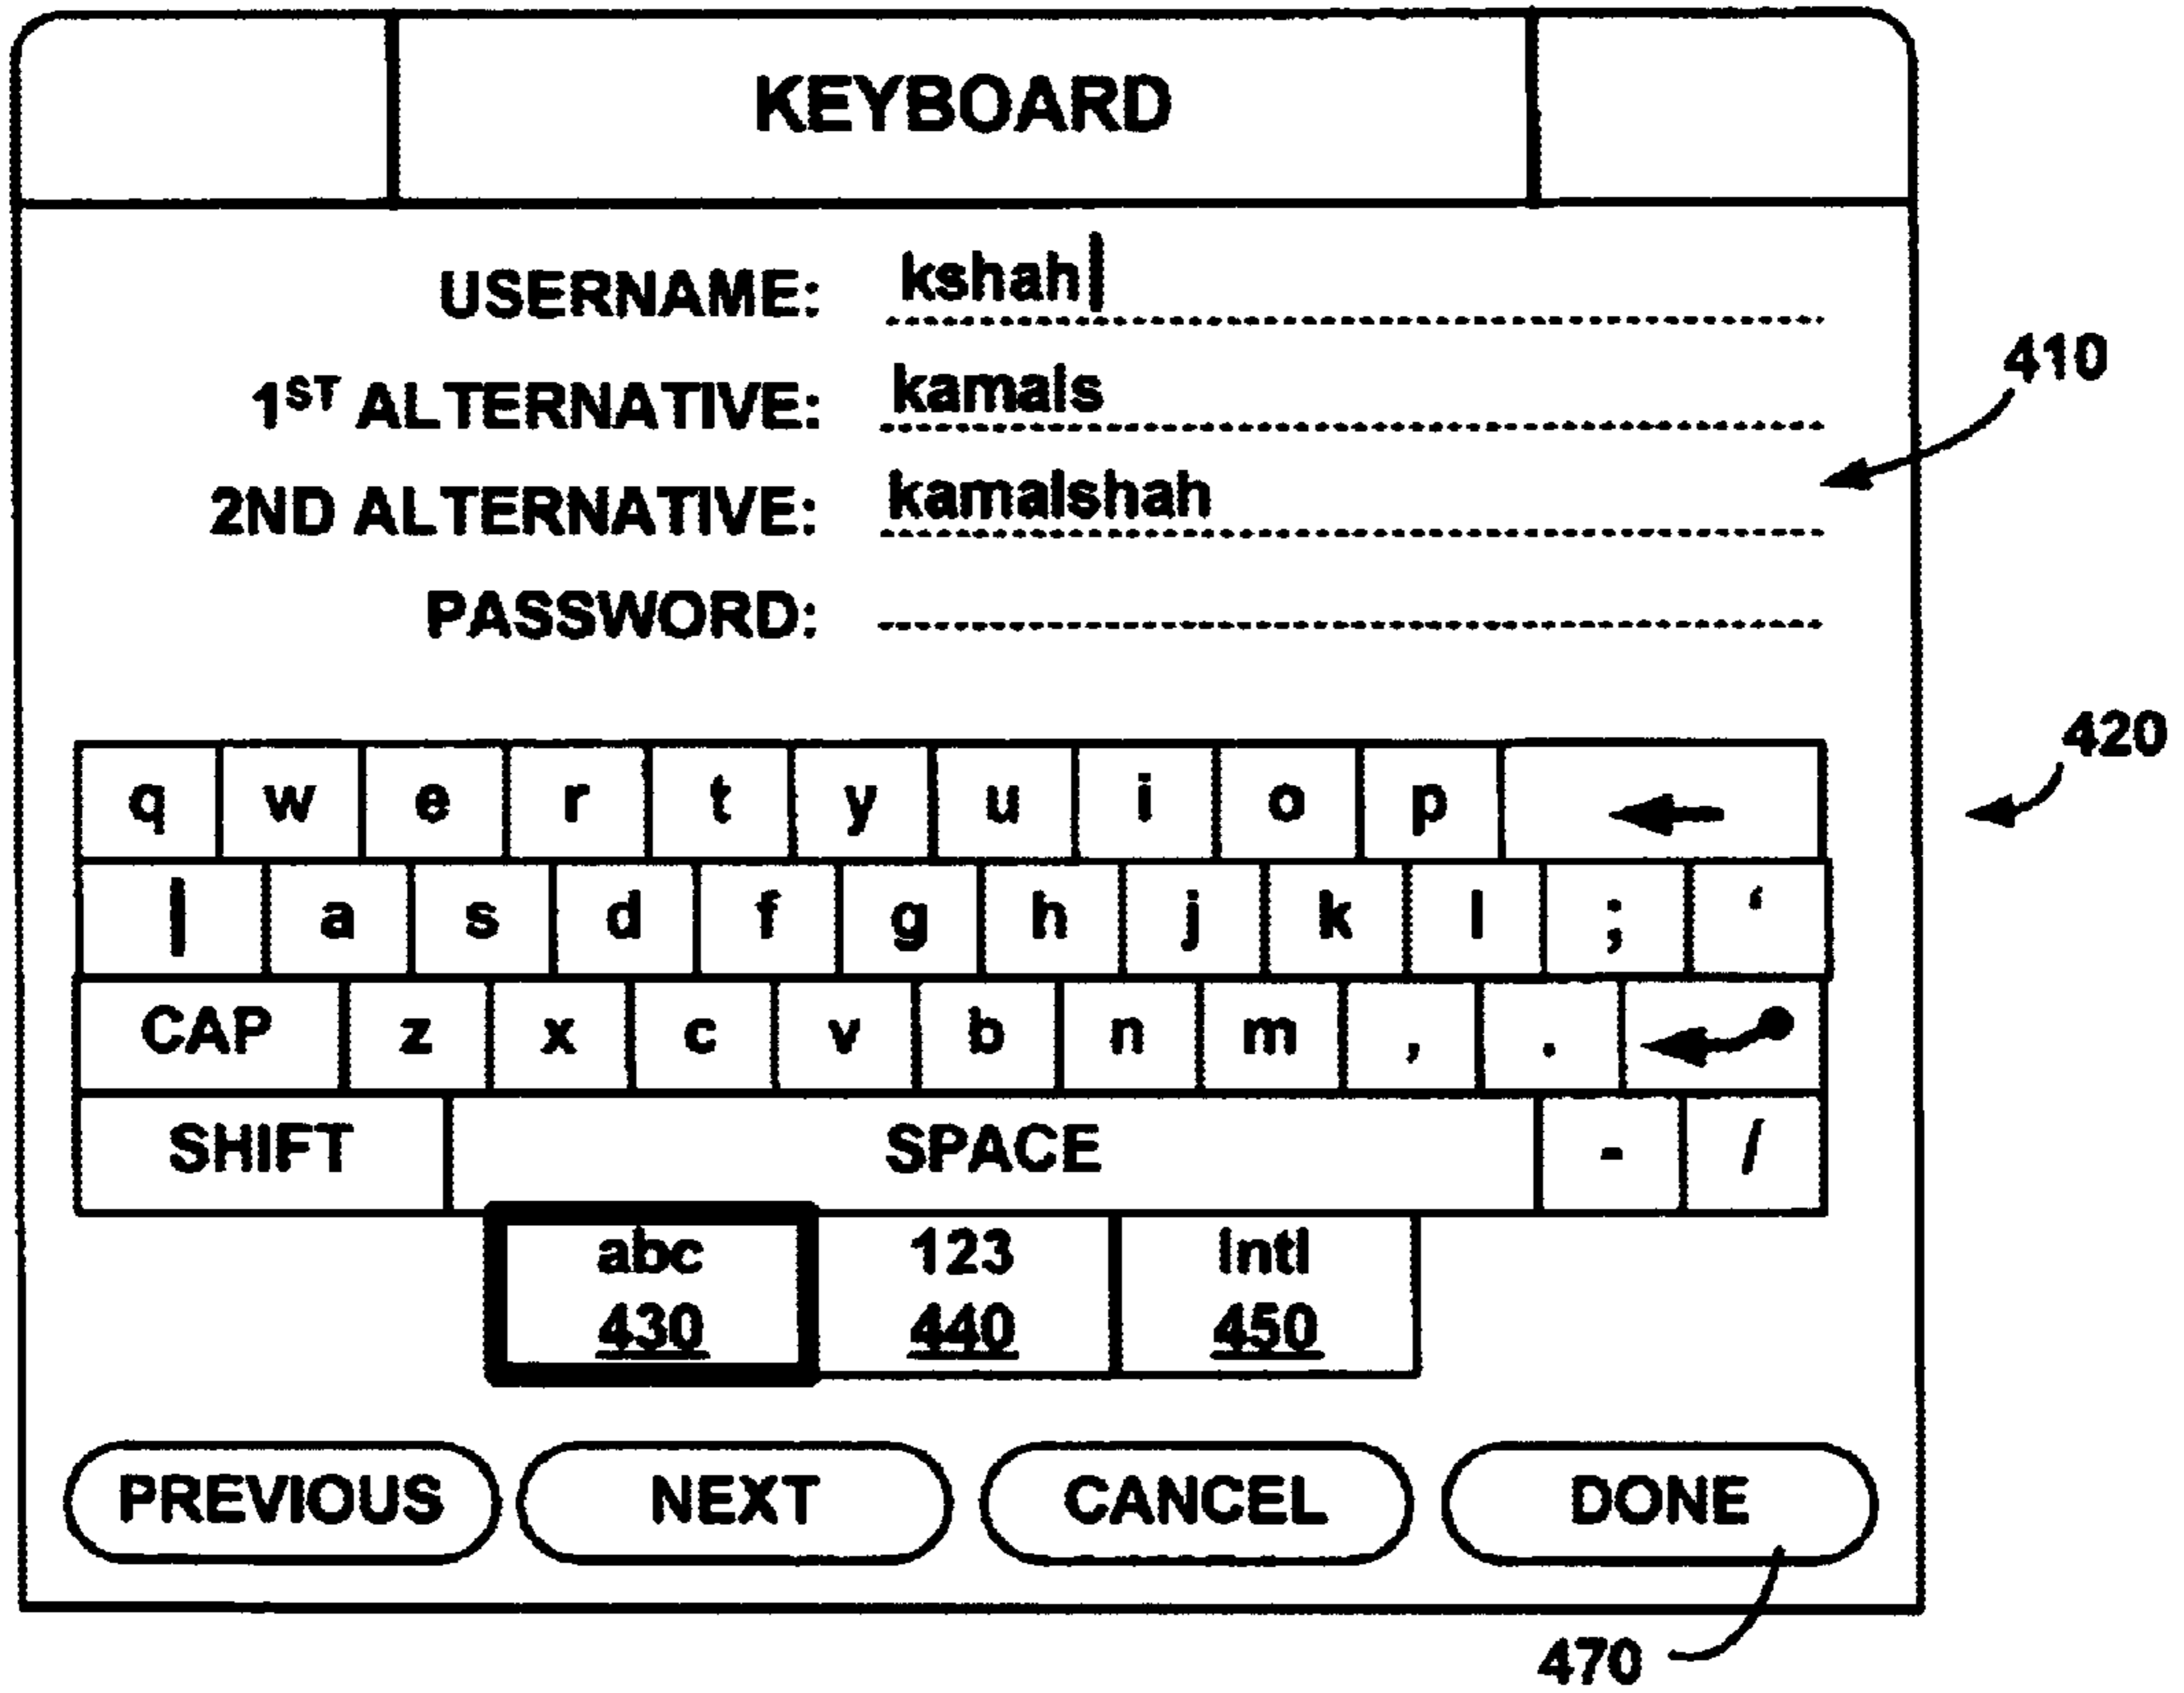 KEYBOARD
USERNAME: kshah|
1ST ALTERNATIVE: kamals
410
2ND ALTERNATIVE: kamalshah
PASSWORD:
420
q w e r t y u i o p
| a s d f g h j k l ; ‘
CAP z x c v b n m , .
SHIFT SPACE - /
abc 123 Intl
430 440 450
PREVIOUS NEXT CANCEL DONE
470